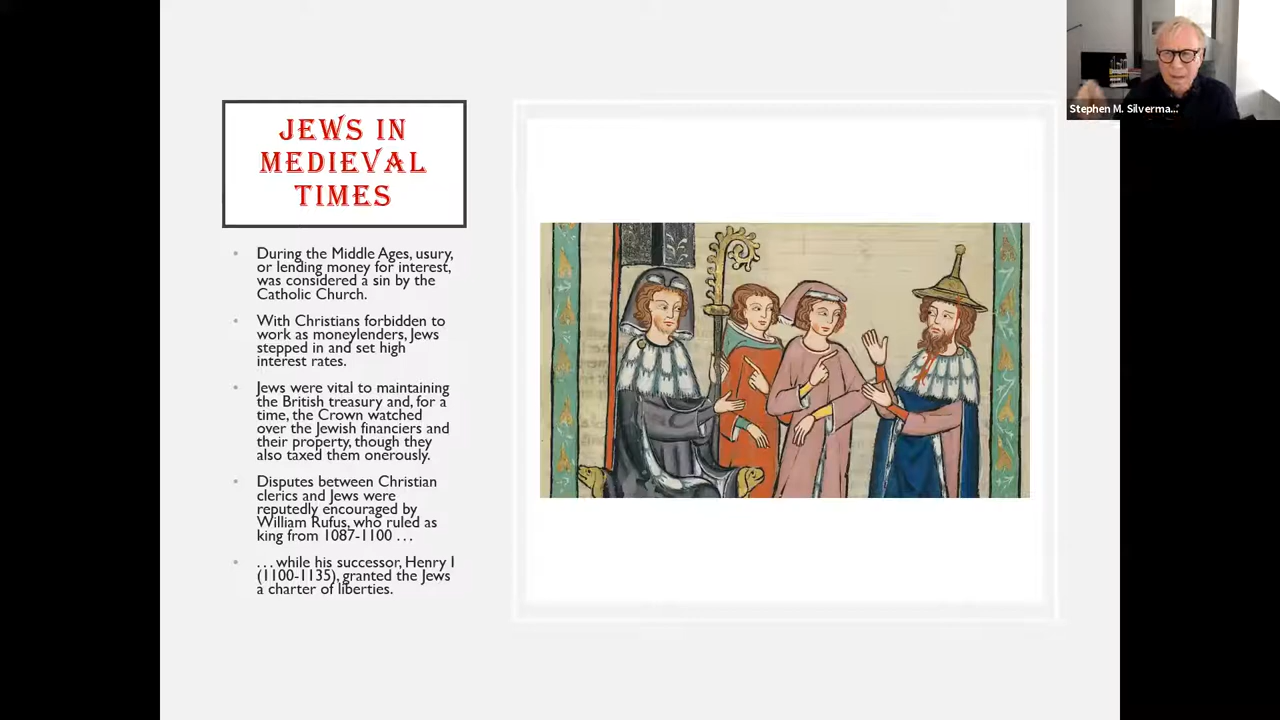 JEWS IN
MEDIEVAL
TIMES
Stephen M. Silverma...
• During the Middle Ages, usury,
or lending money for interest,
was considered a sin by the
Catholic Church.
• With Christians forbidden to
work as moneylenders, Jews
stepped in and set high
interest rates.
• Jews were vital to maintaining
the British treasury and, for a
time, the Crown watched
over the Jewish financiers and
their property, though they
also taxed them onerously.
• Disputes between Christian
clerics and Jews were
reputedly encouraged by
William Rufus, who ruled as
king from 1087-1100 . . .
• . . . while his successor, Henry I
(1100-1135), granted the Jews
a charter of liberties.